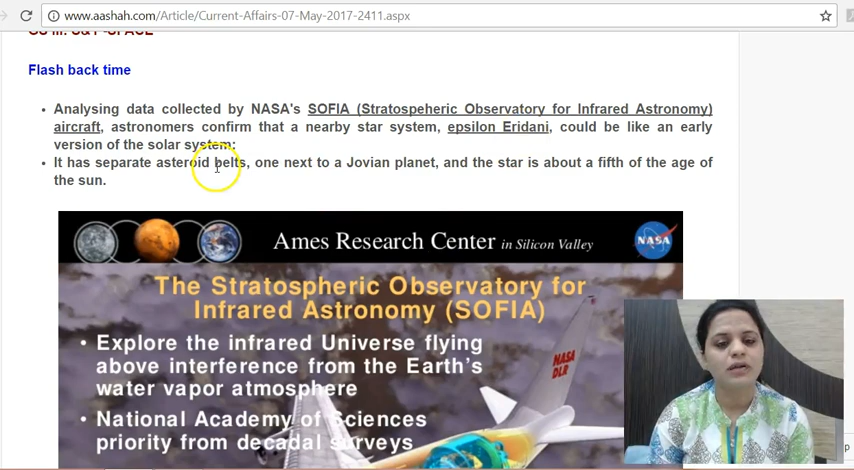 www.aashah.com/Article/Current-Affairs-07-May-2017-2411.aspx
GS III: S&T -SPACE
Flash back time
• Analysing data collected by NASA's SOFIA (Stratospeheric Observatory for Infrared Astronomy)
aircraft, astronomers confirm that a nearby star system, epsilon Eridani, could be like an early
version of the solar system;
• It has separate asteroid belts, one next to a Jovian planet, and the star is about a fifth of the age of
the sun.
Ames Research Center in Silicon Valley
NASA
The Stratospheric Observatory for
Infrared Astronomy (SOFIA)
• Explore the infrared Universe flying
above interference from the Earth's
water vapor atmosphere
• National Academy of Sciences
priority from decadal surveys
NASA
DLR